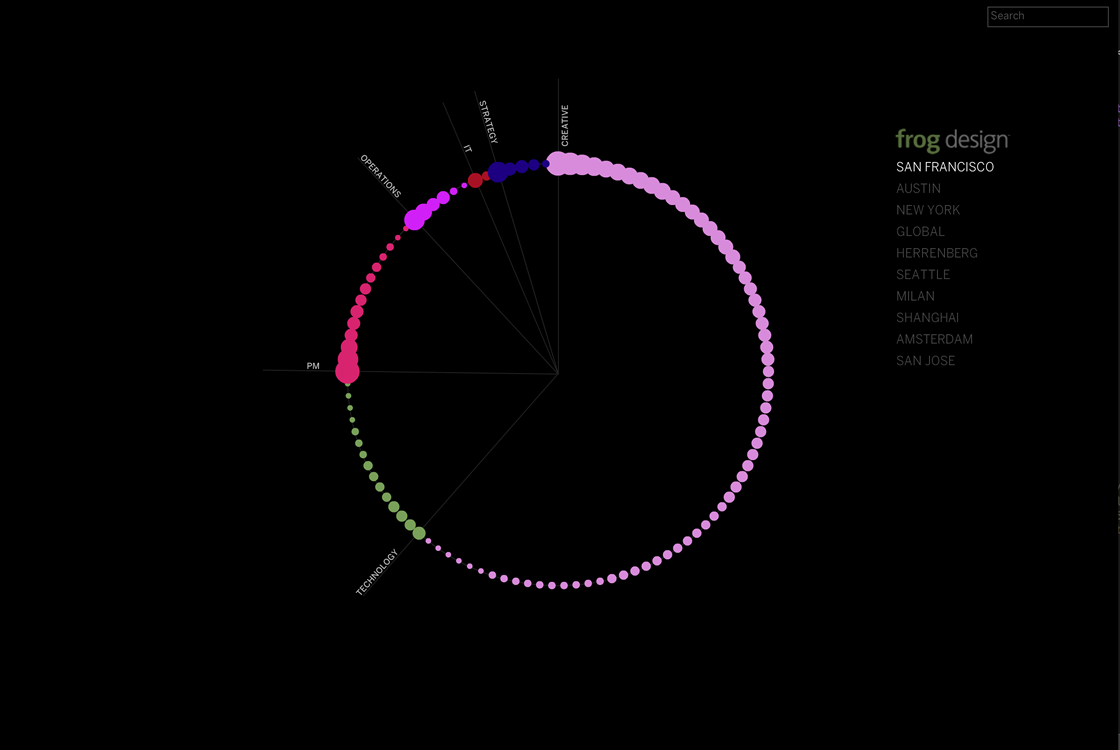 Search
CREATIVE
STRATEGY
IT
OPERATIONS
PM
TECHNOLOGY
frog design
SAN FRANCISCO
AUSTIN
NEW YORK
GLOBAL
HERRENBERG
SEATTLE
MILAN
SHANGHAI
AMSTERDAM
SAN JOSE